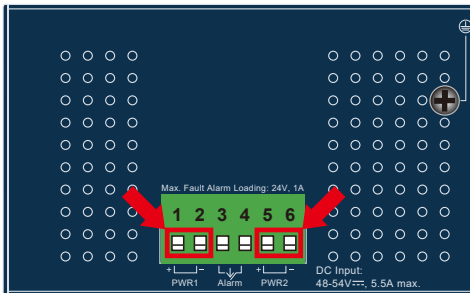 Max. Fault Alarm Loading: 24V, 1A
1 2 3 4 5 6
+ − + −
PWR1 Alarm PWR2
DC Input:
48-54V⎓, 5.5A max.